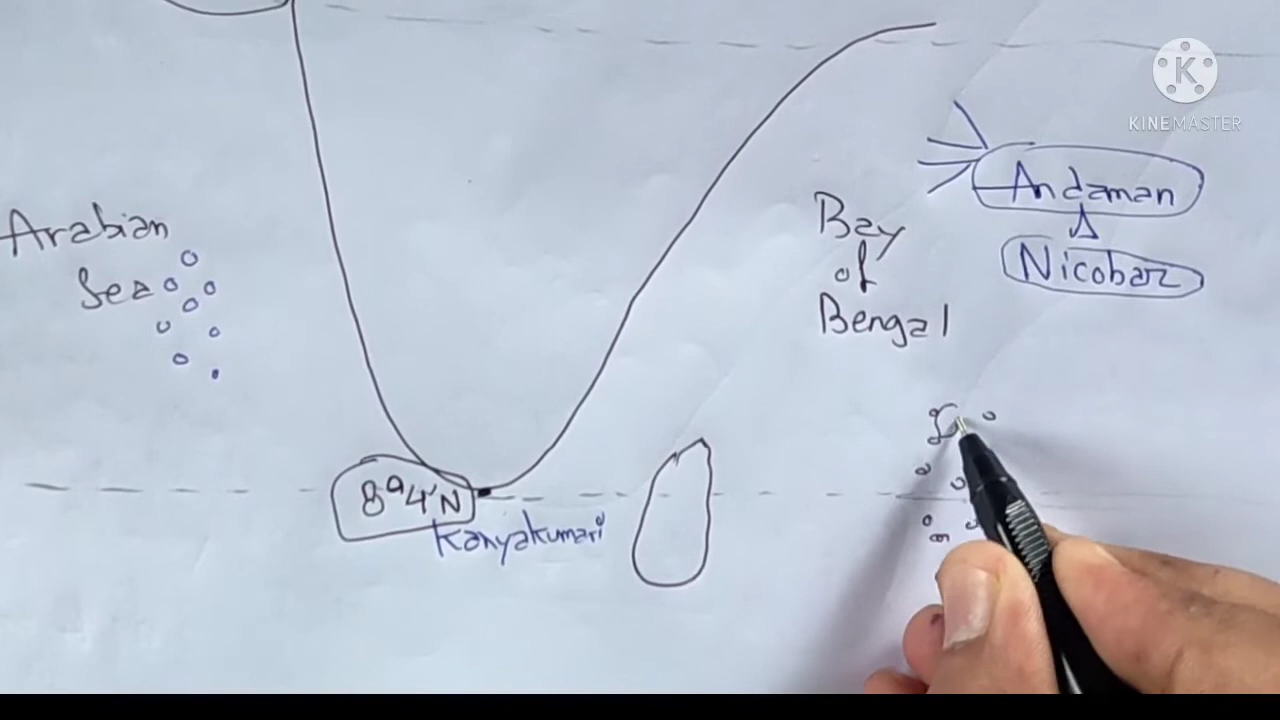 KINEMASTER
Andaman
&
Nicobar
Arabian
Sea
Bay
of
Bengal
8°4'N
Kanyakumari